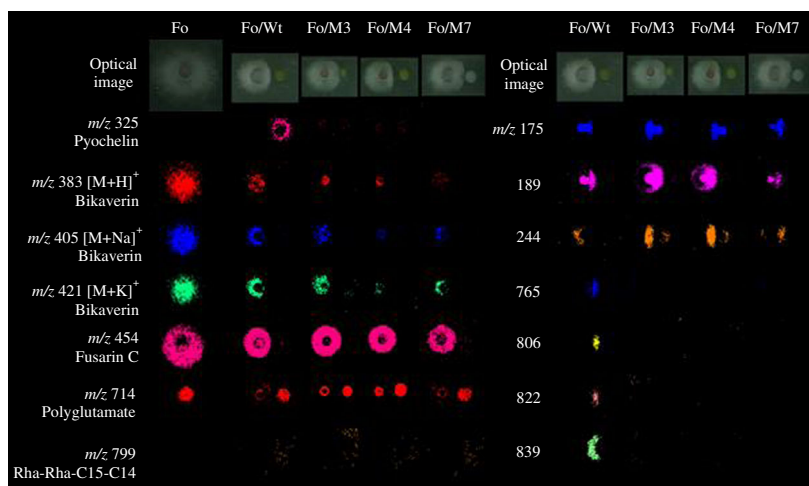 Fo Fo/Wt Fo/M3 Fo/M4 Fo/M7
Optical
image
m/z 325
Pyochelin
m/z 383 [M+H]+
Bikaverin
m/z 405 [M+Na]+
Bikaverin
m/z 421 [M+K]+
Bikaverin
m/z 454
Fusarin C
m/z 714
Polyglutamate
m/z 799
Rha-Rha-C15-C14
Fo/Wt Fo/M3 Fo/M4 Fo/M7
Optical
image
m/z 175
189
244
765
806
822
839